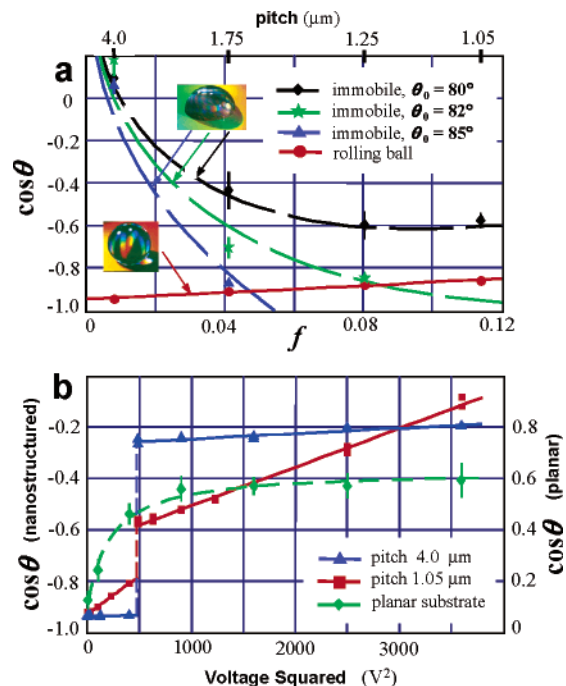 pitch (μm)
4.0 1.75 1.25 1.05
a
immobile, θ₀ = 80°
immobile, θ₀ = 82°
immobile, θ₀ = 85°
rolling ball
cosθ
0
-0.2
-0.4
-0.6
-0.8
-1.0
0 0.04 0.08 0.12
f
b
cosθ (nanostructured)
-0.2
-0.4
-0.6
-0.8
-1.0
0.8
0.6
0.4
0.2
0
cosθ (planar)
pitch 4.0 μm
pitch 1.05 μm
planar substrate
0 1000 2000 3000
Voltage Squared (V²)